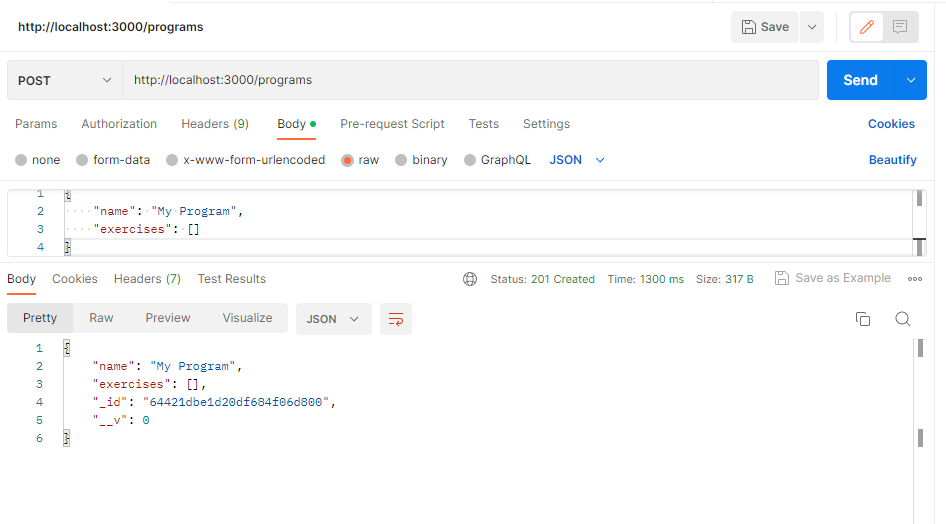 http://localhost:3000/programs Save
POST http://localhost:3000/programs Send
Params Authorization Headers (9) Body Pre-request Script Tests Settings Cookies
none form-data x-www-form-urlencoded raw binary GraphQL JSON Beautify
1 {
2 "name": "My Program",
3 "exercises": []
4 }
Body Cookies Headers (7) Test Results Status: 201 Created Time: 1300 ms Size: 317 B Save as Example
Pretty Raw Preview Visualize JSON
1 {
2 "name": "My Program",
3 "exercises": [],
4 "_id": "64421dbe1d20df684f06d800",
5 "__v": 0
6 }